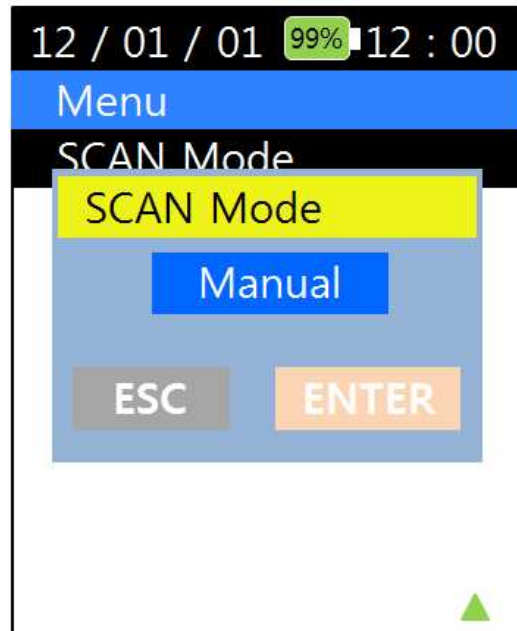 12 / 01 / 01 99% 12 : 00
Menu
SCAN Mode
SCAN Mode
Manual
ESC ENTER